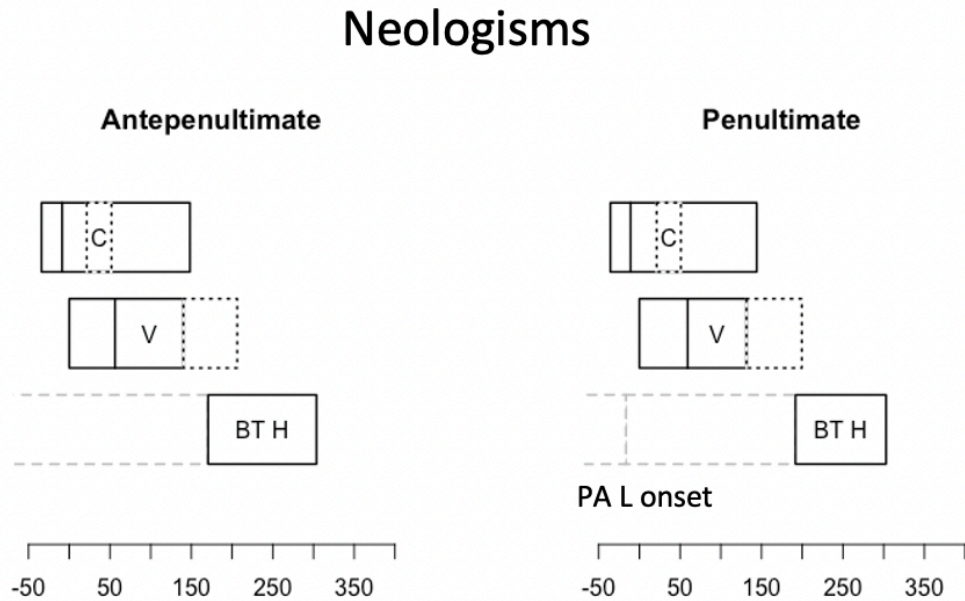 Neologisms
Antepenultimate
Penultimate
C
C
V
V
BT H
BT H
PA L onset
-50 50 150 250 350
-50 50 150 250 350